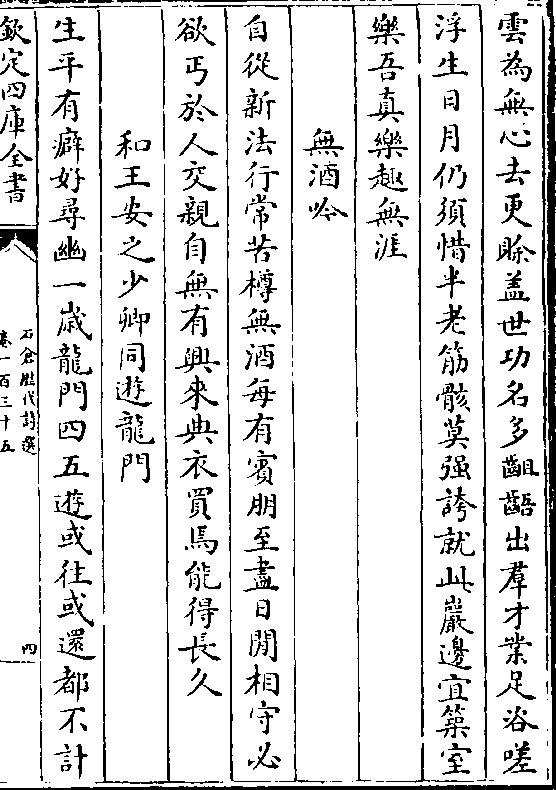 雲為無心去更賖盖世功名多齟齬出羣才業足咨嗟
浮生日月仍須惜半老筋骸莫强誇就此巖邊宜築室
樂吾真樂趣無涯
無酒吟
自從新法行常苦樽無酒每有賓朋至盡日閒相守必
欲丐於人交親自無有興來典衣買焉能得長久
和王安之少卿同遊龍門
生平有癖好尋幽一歲龍門四五遊或往或還都不計
欽定四庫全書
石倉歷代詩選
卷一百三十五
四